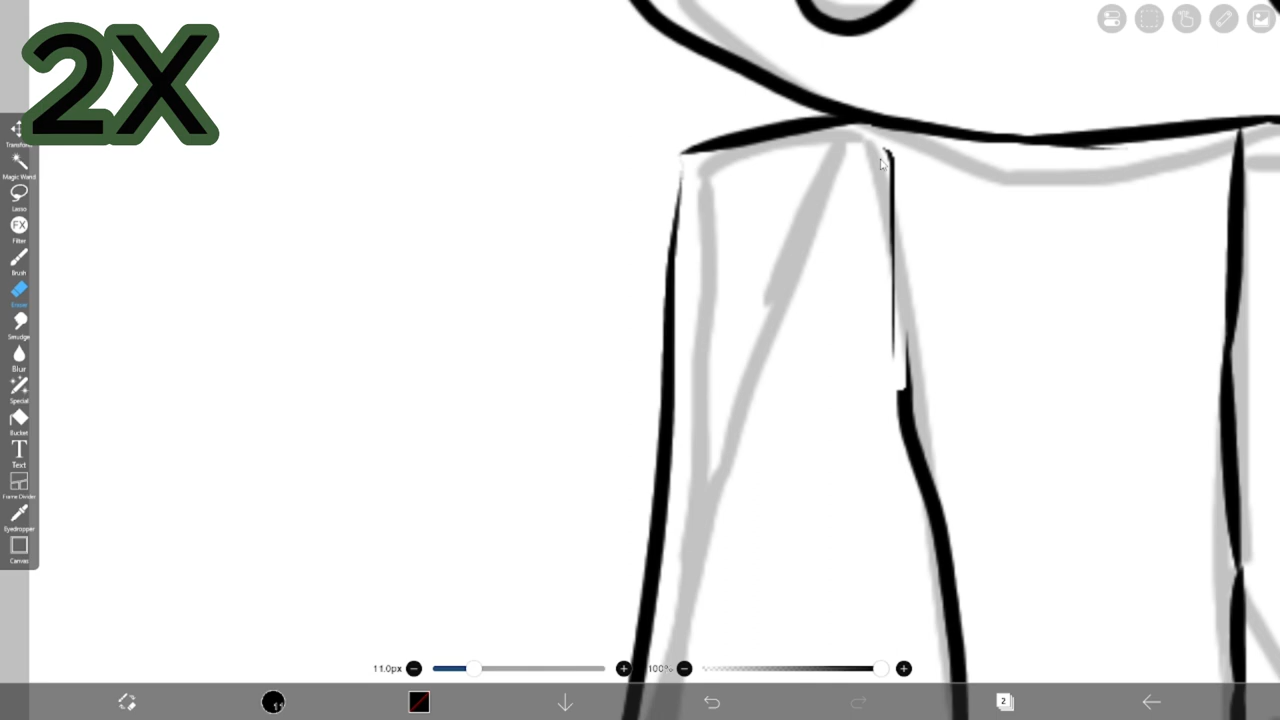 2X
Transform
Magic Wand
Lasso
FX
Filter
Brush
Eraser
Smudge
Blur
Special
Bucket
T
Text
Frame Divider
Eyedropper
Canvas
11.0px
100%
11
2